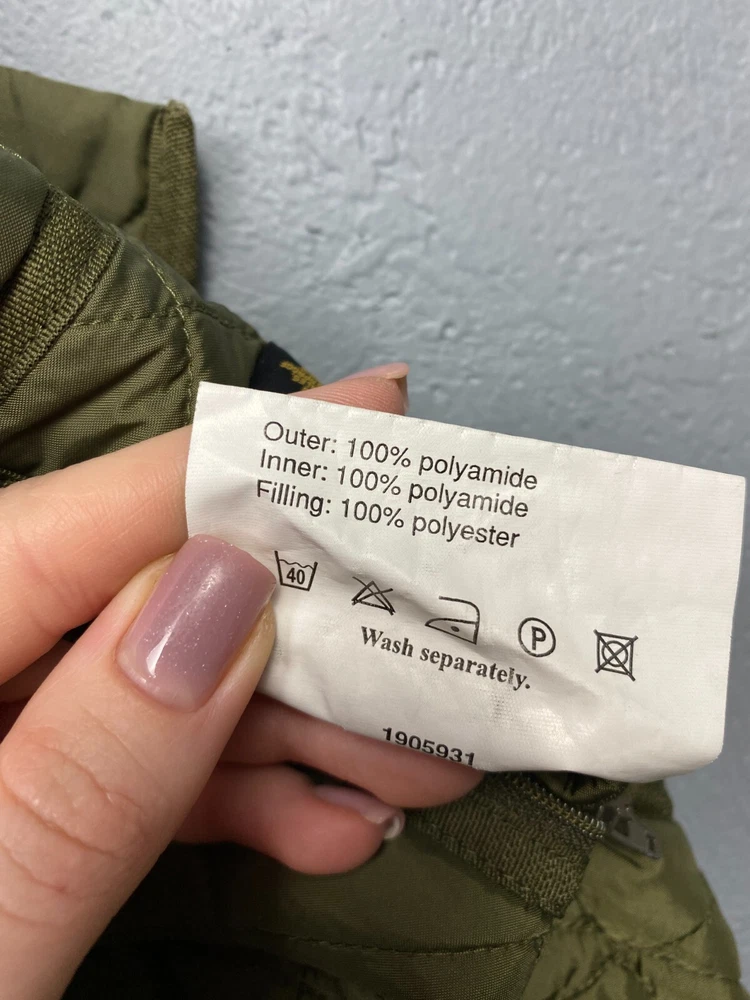 Outer: 100% polyamide
Inner: 100% polyamide
Filling: 100% polyester
40
P
Wash separately.
1905931